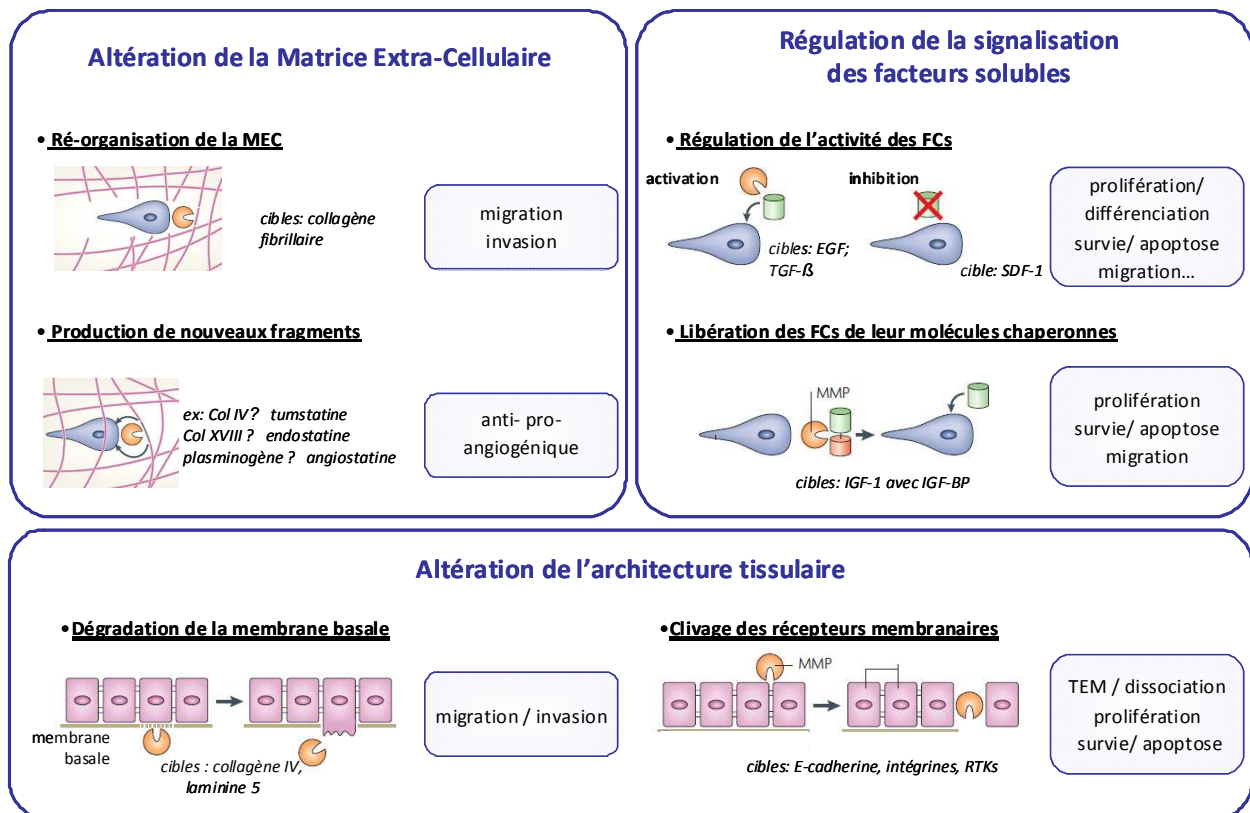 Altération de la Matrice Extra-Cellulaire
• Ré-organisation de la MEC
cibles: collagène
fibrillaire
migration
invasion
• Production de nouveaux fragments
ex: Col IV? tumstatine
Col XVIII ? endostatine
plasminogène ? angiostatine
anti- pro-
angiogénique
Régulation de la signalisation
des facteurs solubles
• Régulation de l'activité des FCs
activation
inhibition
cibles: EGF;
TGF-ß
cible: SDF-1
prolifération/
différenciation
survie/ apoptose
migration…
• Libération des FCs de leur molécules chaperonnes
MMP
cibles: IGF-1 avec IGF-BP
prolifération
survie/ apoptose
migration
Altération de l'architecture tissulaire
•Dégradation de la membrane basale
membrane
basale
cibles : collagène IV,
laminine 5
migration / invasion
•Clivage des récepteurs membranaires
MMP
cibles: E-cadherine, intégrines, RTKs
TEM / dissociation
prolifération
survie/ apoptose